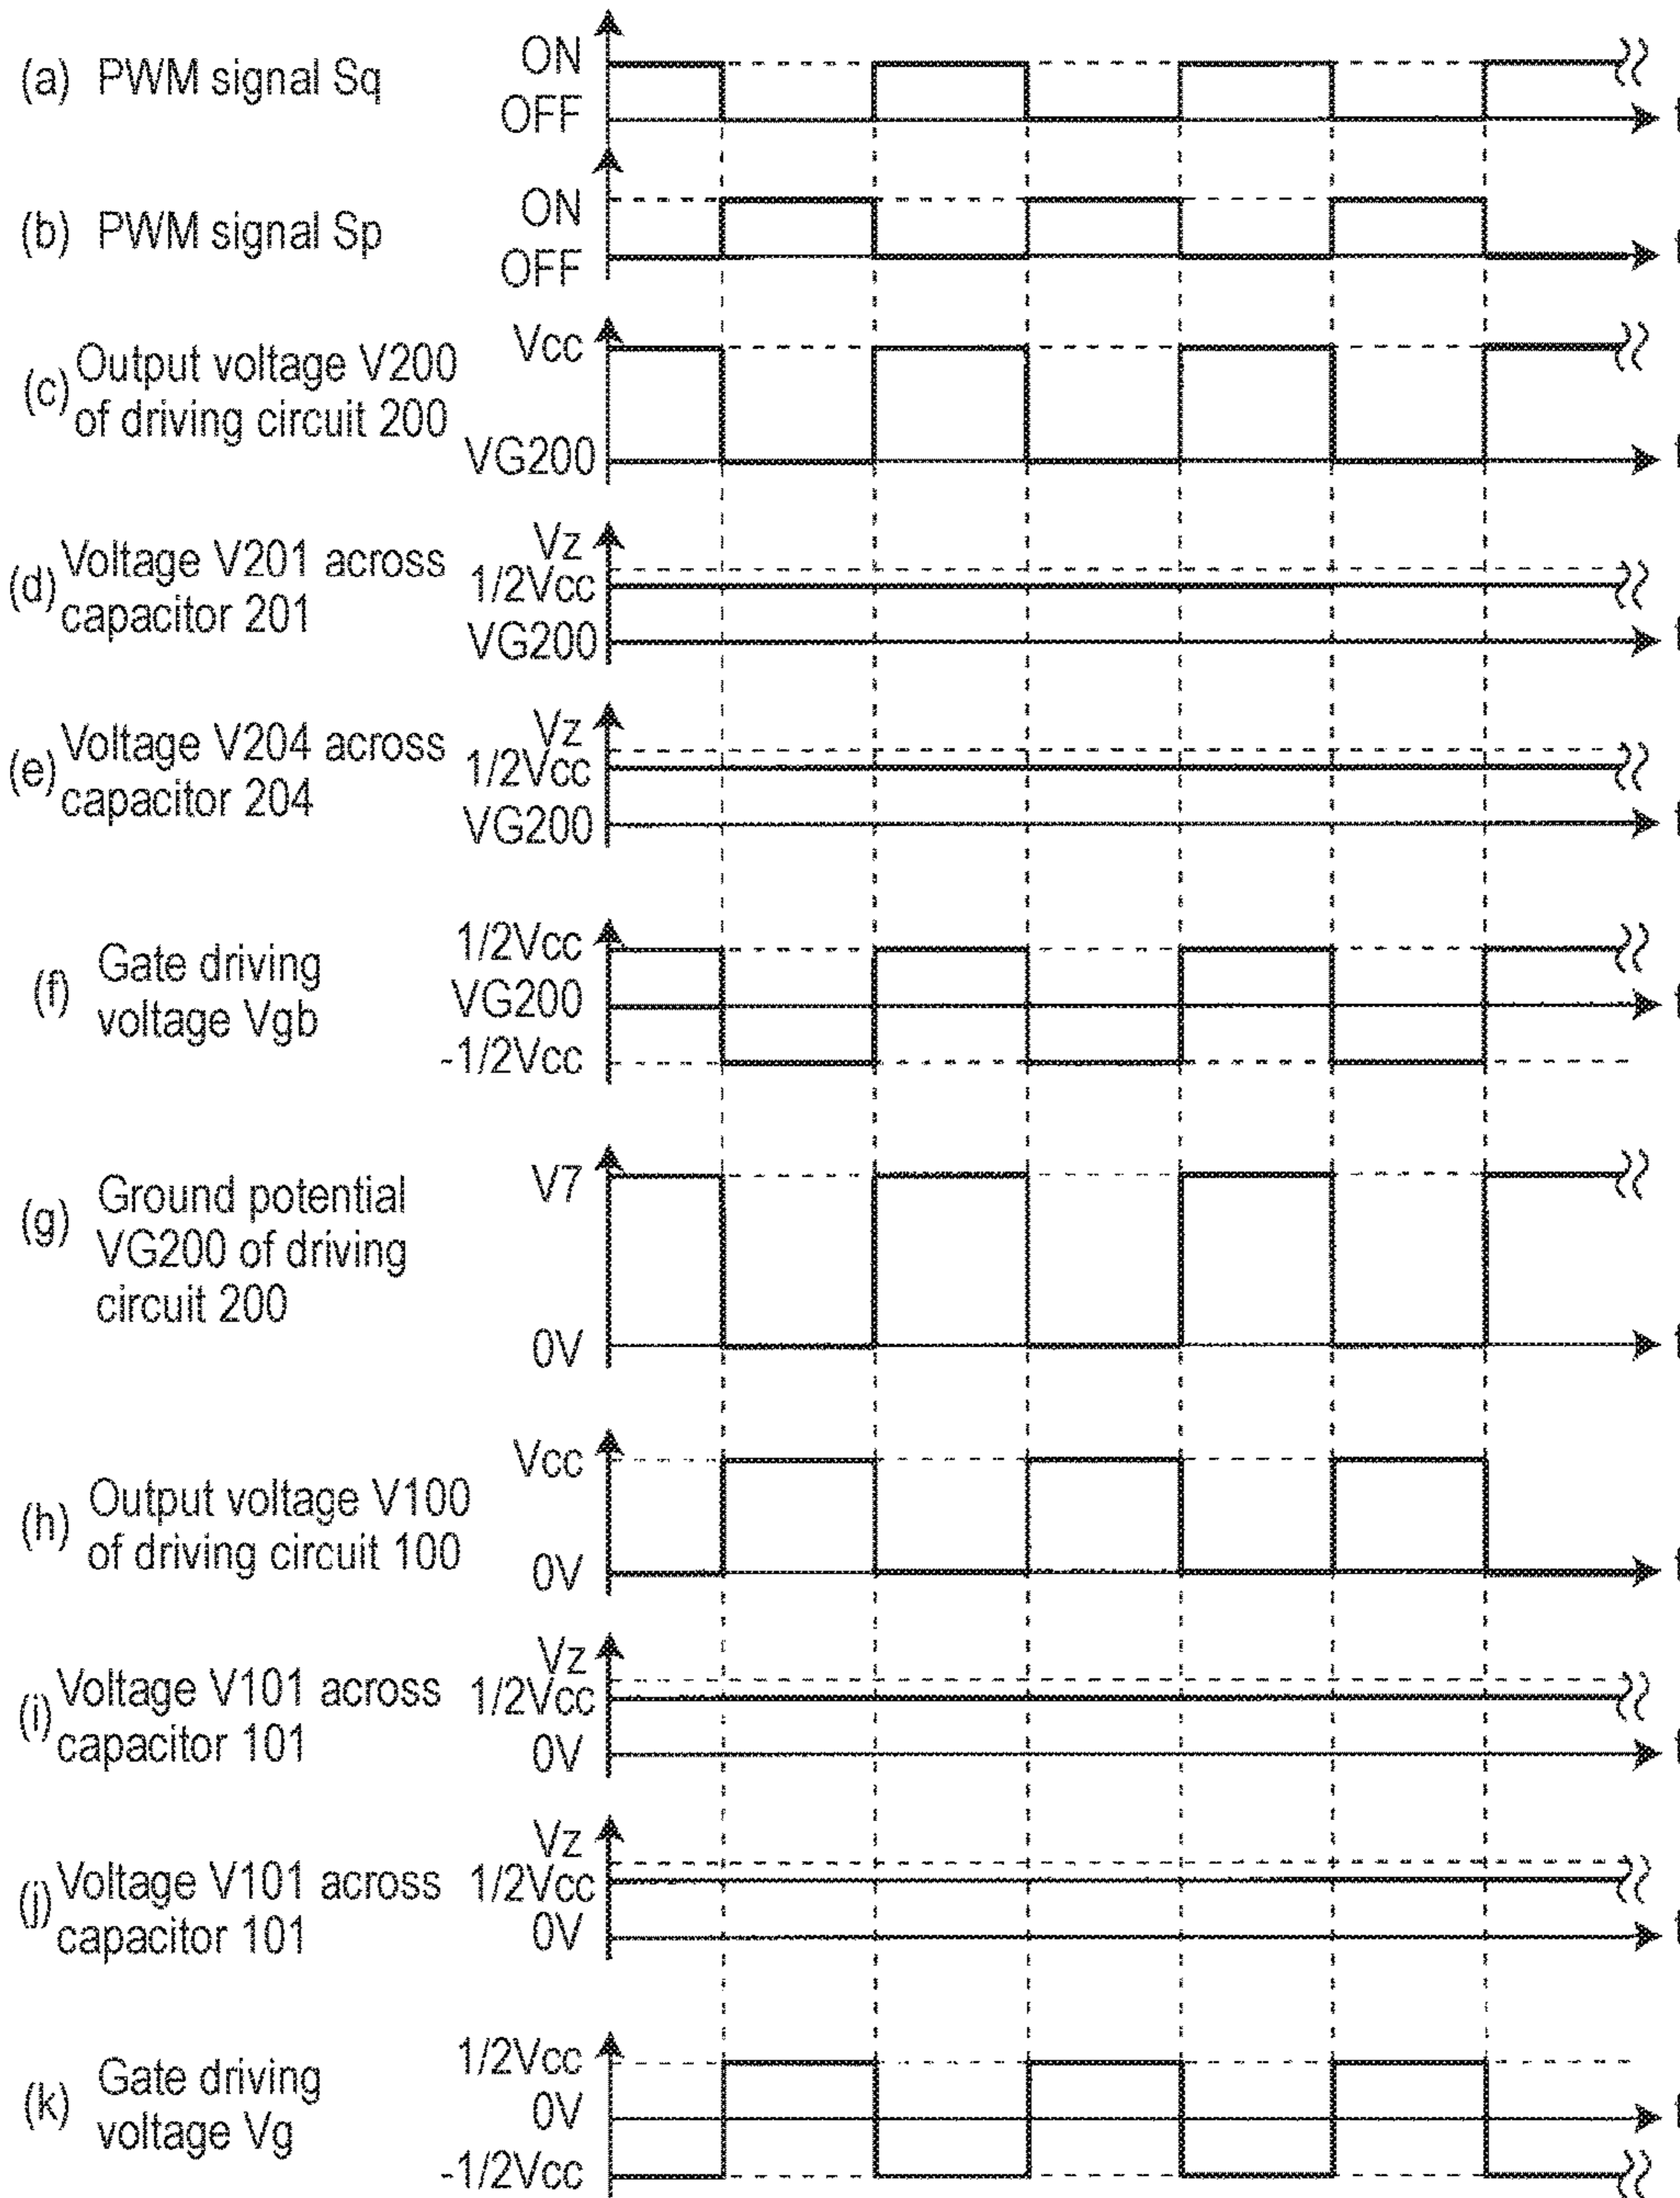 (a) PWM signal Sq
ON
OFF
t
(b) PWM signal Sp
ON
OFF
t
(c) Output voltage V200
of driving circuit 200
Vcc
VG200
t
(d) Voltage V201 across
capacitor 201
Vz
1/2Vcc
VG200
t
(e) Voltage V204 across
capacitor 204
Vz
1/2Vcc
VG200
t
(f) Gate driving
voltage Vgb
1/2Vcc
VG200
-1/2Vcc
t
(g) Ground potential
VG200 of driving
circuit 200
V7
0V
t
(h) Output voltage V100
of driving circuit 100
Vcc
0V
t
(i) Voltage V101 across
capacitor 101
Vz
1/2Vcc
0V
t
(j) Voltage V101 across
capacitor 101
Vz
1/2Vcc
0V
t
(k) Gate driving
voltage Vg
1/2Vcc
0V
-1/2Vcc
t